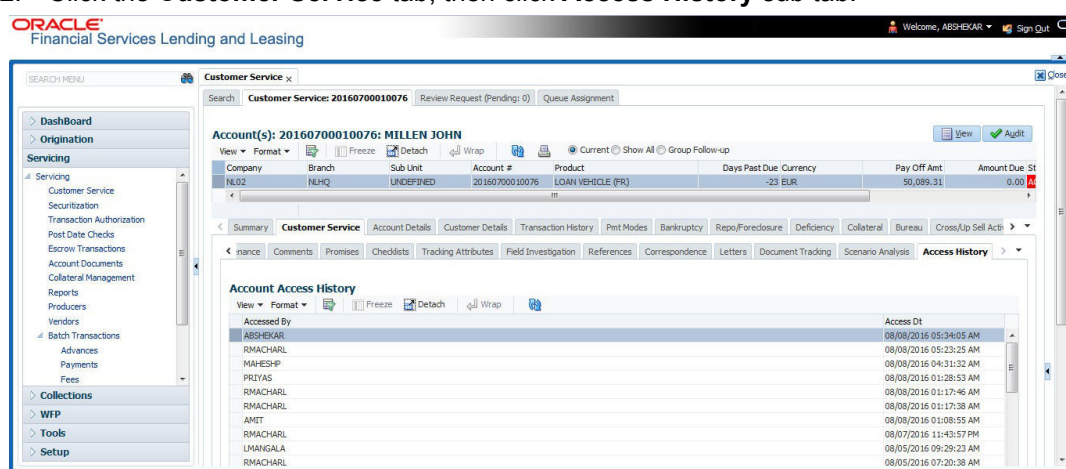 2. Click the Customer Service tab, then click Access History sub tab.
ORACLE
Financial Services Lending and Leasing
Welcome, ABSHEKAR
Sign Out
SEARCH MENU
Customer Service x
Close
Search Customer Service: 20160700010076 Review Request (Pending: 0) Queue Assignment
DashBoard
Origination
Servicing
Servicing
Customer Service
Securitization
Transaction Authorization
Post Date Checks
Escrow Transactions
Account Documents
Collateral Management
Reports
Producers
Vendors
Batch Transactions
Advances
Payments
Fees
Collections
WFP
Tools
Setup
Account(s): 20160700010076: MILLEN JOHN
View Audit
View Format Freeze Detach Wrap Current Show All Group Follow-up
Company Branch Sub Unit Account # Product Days Past Due Currency Pay Off Amt Amount Due St
NL02 NLHQ UNDEFINED 20160700010076 LOAN VEHICLE (FR) -23 EUR 50,089.31 0.00
Summary Customer Service Account Details Customer Details Transaction History Pmt Modes Bankruptcy Repo/Foreclosure Deficiency Collateral Bureau Cross/Up Sell Activ
nance Comments Promises Checklists Tracking Attributes Field Investigation References Correspondence Letters Document Tracking Scenario Analysis Access History
Account Access History
View Format Freeze Detach Wrap
Accessed By Access Dt
ABSHEKAR 08/08/2016 05:34:05 AM
RMACHARL 08/08/2016 05:23:25 AM
MAHESHP 08/08/2016 04:31:32 AM
PRIYAS 08/08/2016 01:28:53 AM
RMACHARL 08/08/2016 01:17:46 AM
RMACHARL 08/08/2016 01:17:38 AM
AMIT 08/08/2016 01:08:55 AM
RMACHARL 08/07/2016 11:43:57 PM
LMANGALA 08/05/2016 09:29:23 AM
RMACHARL 08/05/2016 07:20:38 AM